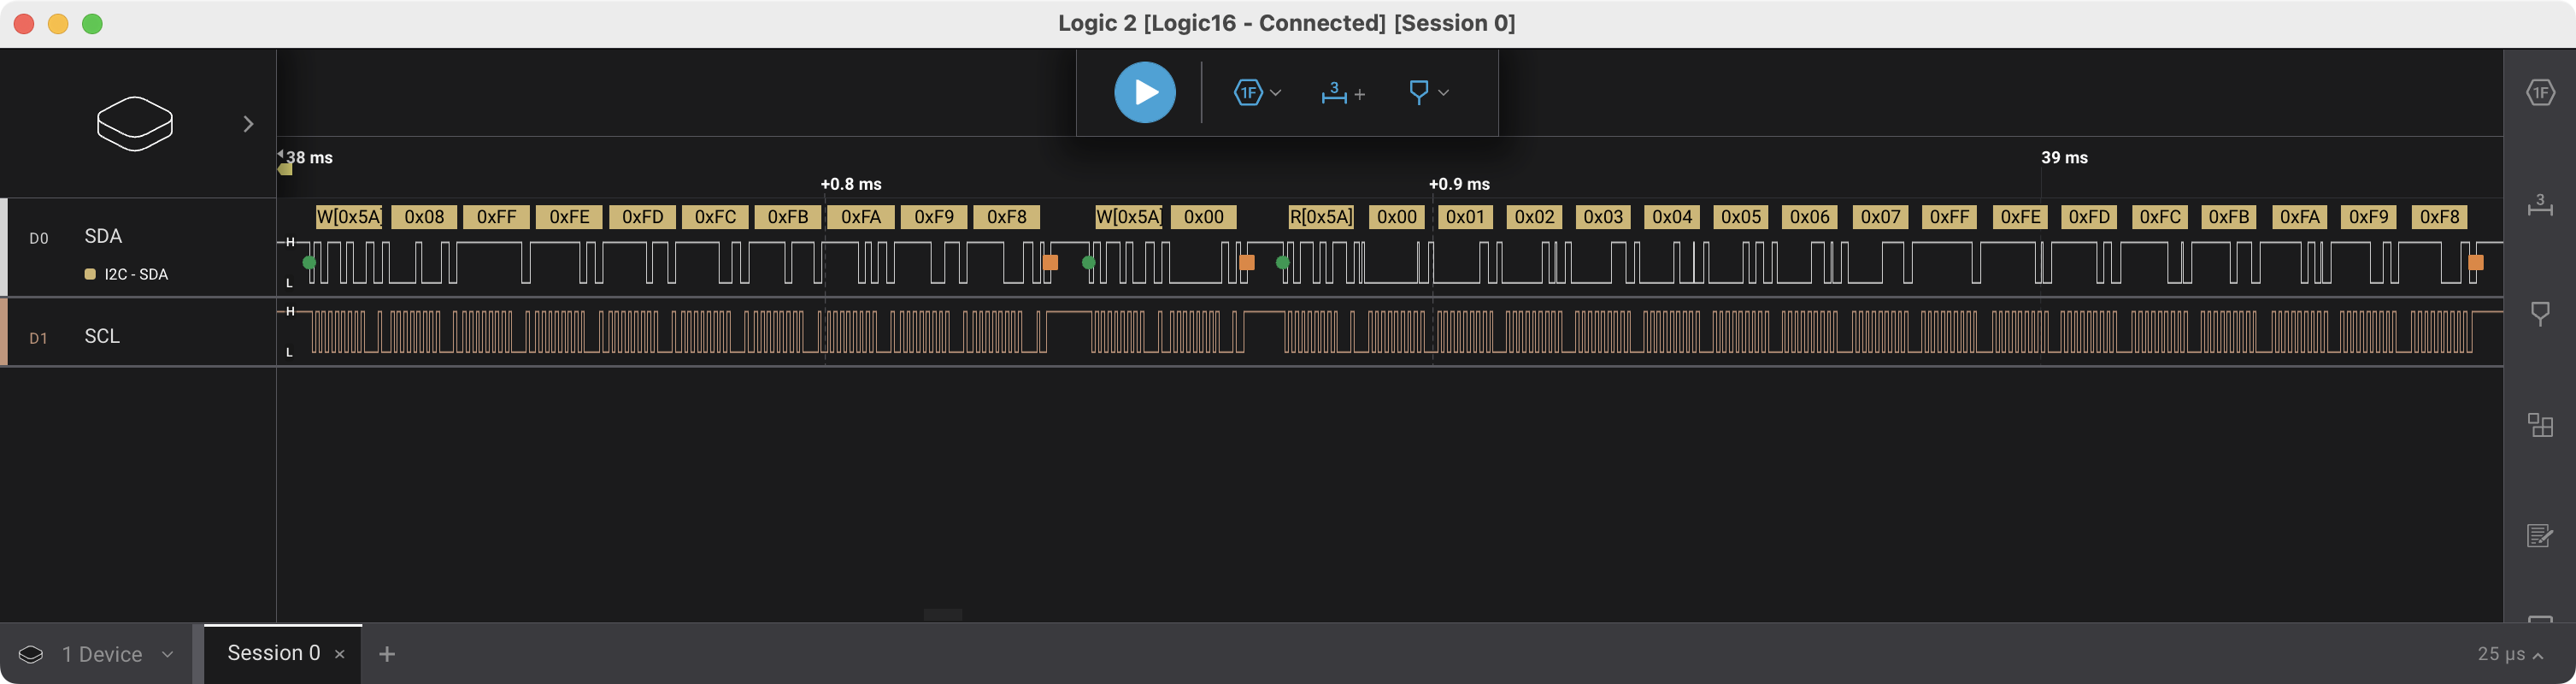 Logic 2 [Logic16 - Connected] [Session 0]
1F 3 +
1F
38 ms 39 ms
+0.8 ms +0.9 ms
3
W[0x5A] 0x08 0xFF 0xFE 0xFD 0xFC 0xFB 0xFA 0xF9 0xF8 W[0x5A] 0x00 R[0x5A] 0x00 0x01 0x02 0x03 0x04 0x05 0x06 0x07 0xFF 0xFE 0xFD 0xFC 0xFB 0xFA 0xF9 0xF8
D0 SDA H
I2C - SDA L
D1 SCL H
L
1 Device Session 0 × + 25 µs